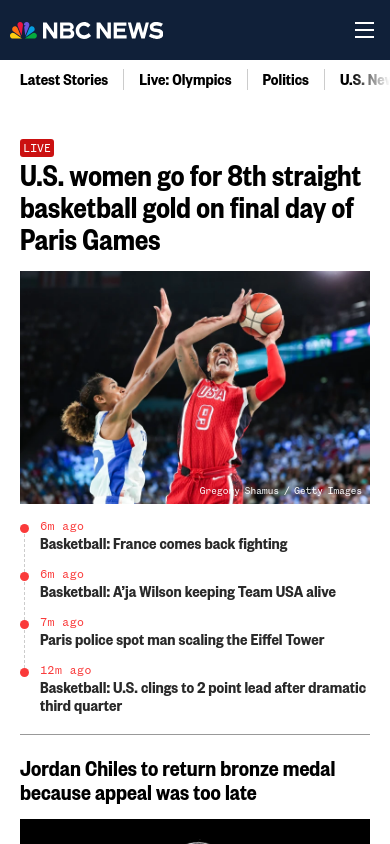 NBC NEWS
Latest Stories
Live: Olympics
Politics
U.S. News
LIVE
U.S. women go for 8th straight
basketball gold on final day of
Paris Games
USA
9
Gregory Shamus / Getty Images
6m ago
Basketball: France comes back fighting
6m ago
Basketball: A’ja Wilson keeping Team USA alive
7m ago
Paris police spot man scaling the Eiffel Tower
12m ago
Basketball: U.S. clings to 2 point lead after dramatic
third quarter
Jordan Chiles to return bronze medal
because appeal was too late